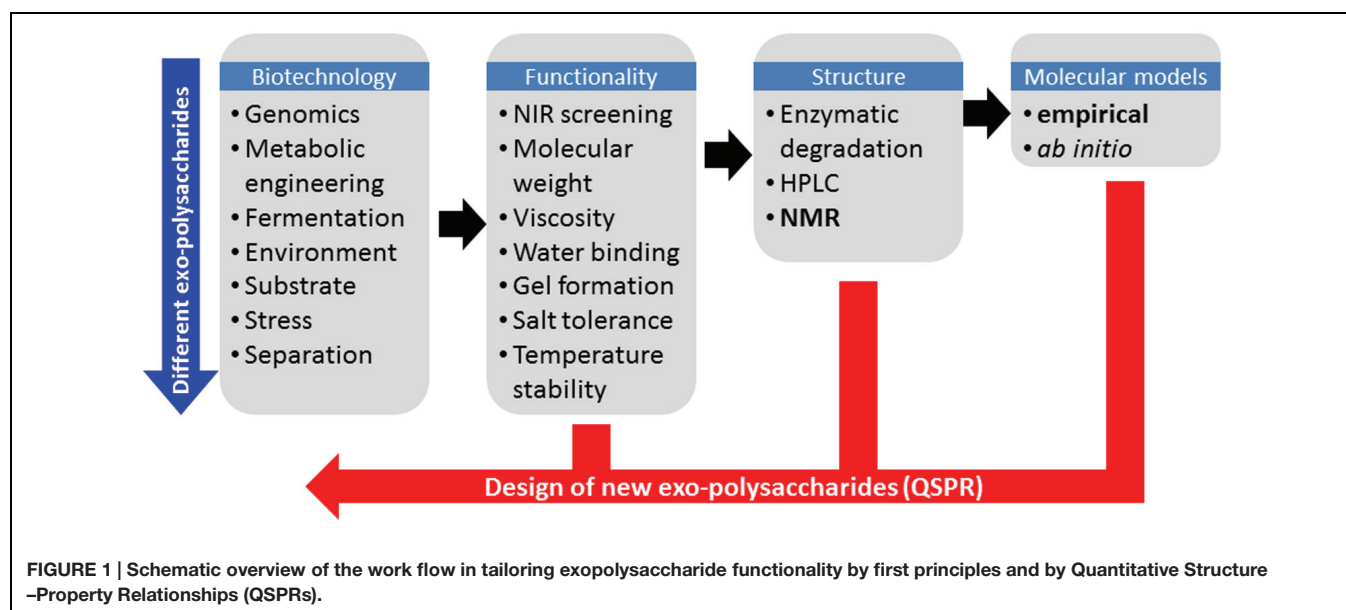 Different exo-polysaccharides
Biotechnology
• Genomics
• Metabolic
engineering
• Fermentation
• Environment
• Substrate
• Stress
• Separation
Functionality
• NIR screening
• Molecular
weight
• Viscosity
• Water binding
• Gel formation
• Salt tolerance
• Temperature
stability
Structure
• Enzymatic
degradation
• HPLC
• NMR
Molecular models
• empirical
• ab initio
Design of new exo-polysaccharides (QSPR)
FIGURE 1 | Schematic overview of the work flow in tailoring exopolysaccharide functionality by first principles and by Quantitative Structure
–Property Relationships (QSPRs).